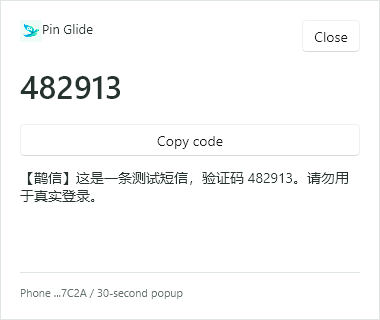 Pin Glide
Close
482913
Copy code
【鹊信】这是一条测试短信，验证码 482913。请勿用
于真实登录。
Phone ...7C2A / 30-second popup